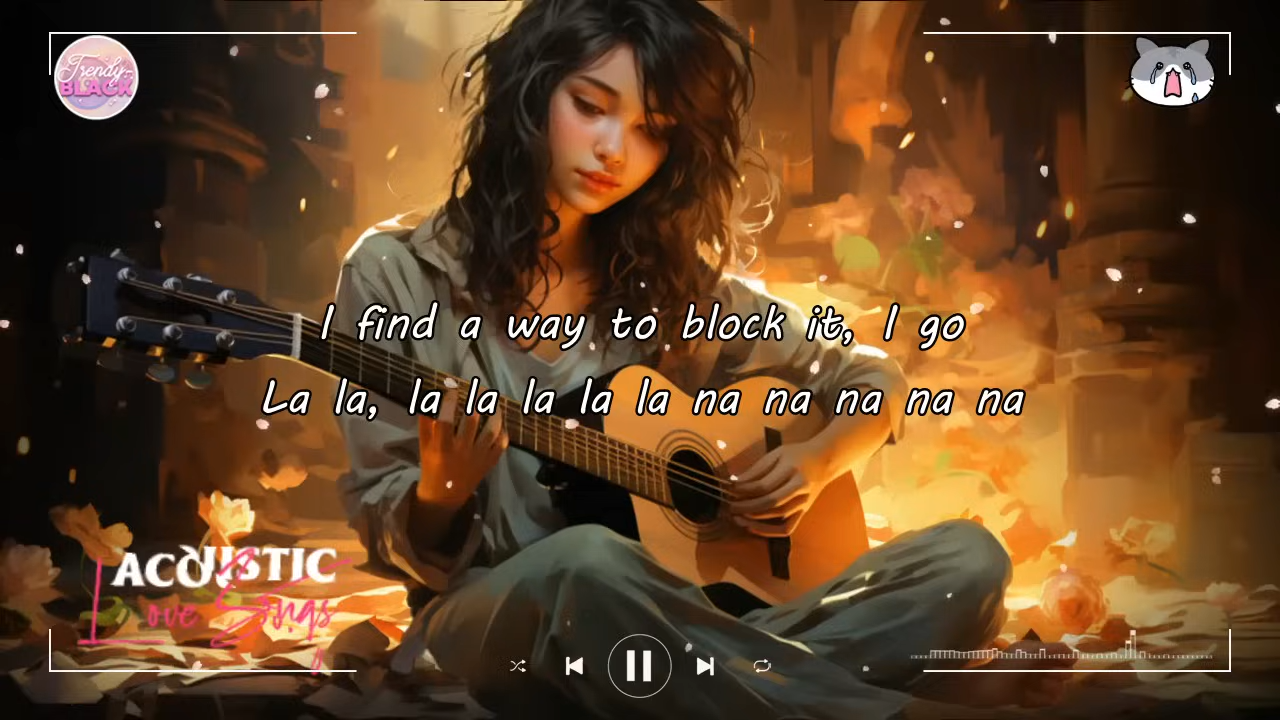 Trendy
BLACK
I find a way to block it, I go
La la, la la la la la na na na na na
ACOUSTIC
Love Songs